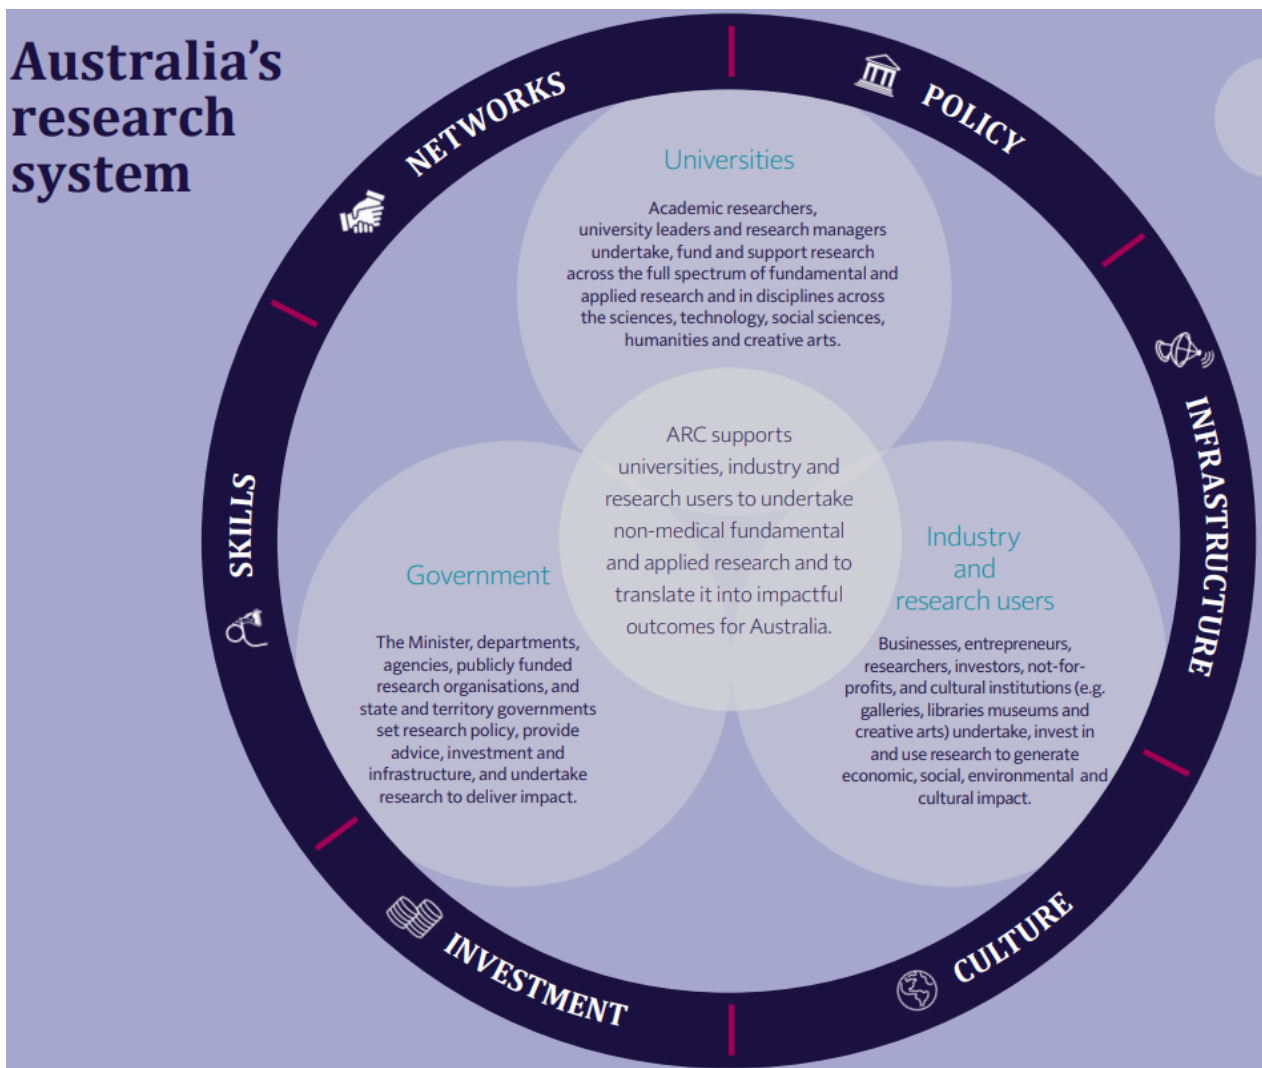 Australia's
research
system
NETWORKS
POLICY
INFRASTRUCTURE
CULTURE
INVESTMENT
SKILLS
Universities
Academic researchers,
university leaders and research managers
undertake, fund and support research
across the full spectrum of fundamental and
applied research and in disciplines across
the sciences, technology, social sciences,
humanities and creative arts.
ARC supports
universities, industry and
research users to undertake
non-medical fundamental
and applied research and to
translate it into impactful
outcomes for Australia.
Government
The Minister, departments,
agencies, publicly funded
research organisations, and
state and territory governments
set research policy, provide
advice, investment and
infrastructure, and undertake
research to deliver impact.
Industry
and
research users
Businesses, entrepreneurs,
researchers, investors, not-for-
profits, and cultural institutions (e.g.
galleries, libraries museums and
creative arts) undertake, invest in
and use research to generate
economic, social, environmental and
cultural impact.